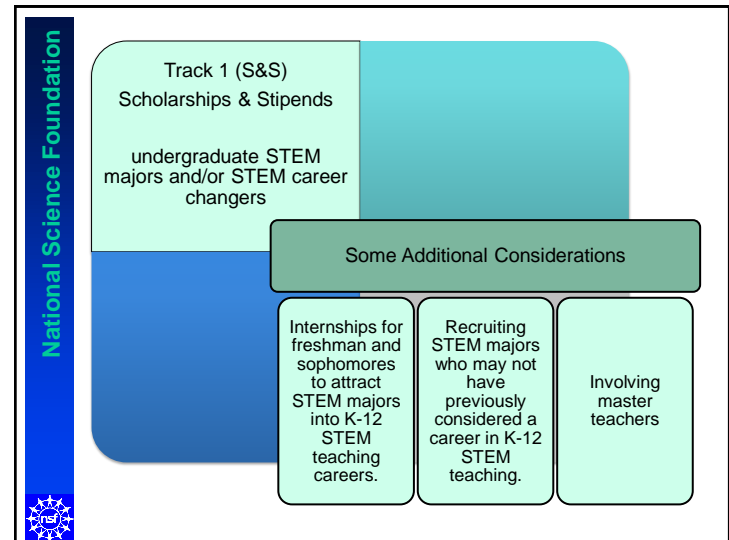 National Science Foundation
Track 1 (S&S)
Scholarships & Stipends
undergraduate STEM
majors and/or STEM career
changers
Some Additional Considerations
Internships for
freshman and
sophomores
to attract
STEM majors
into K-12
STEM
teaching
careers.
Recruiting
STEM majors
who may not
have
previously
considered a
career in K-12
STEM
teaching.
Involving
master
teachers
nsf